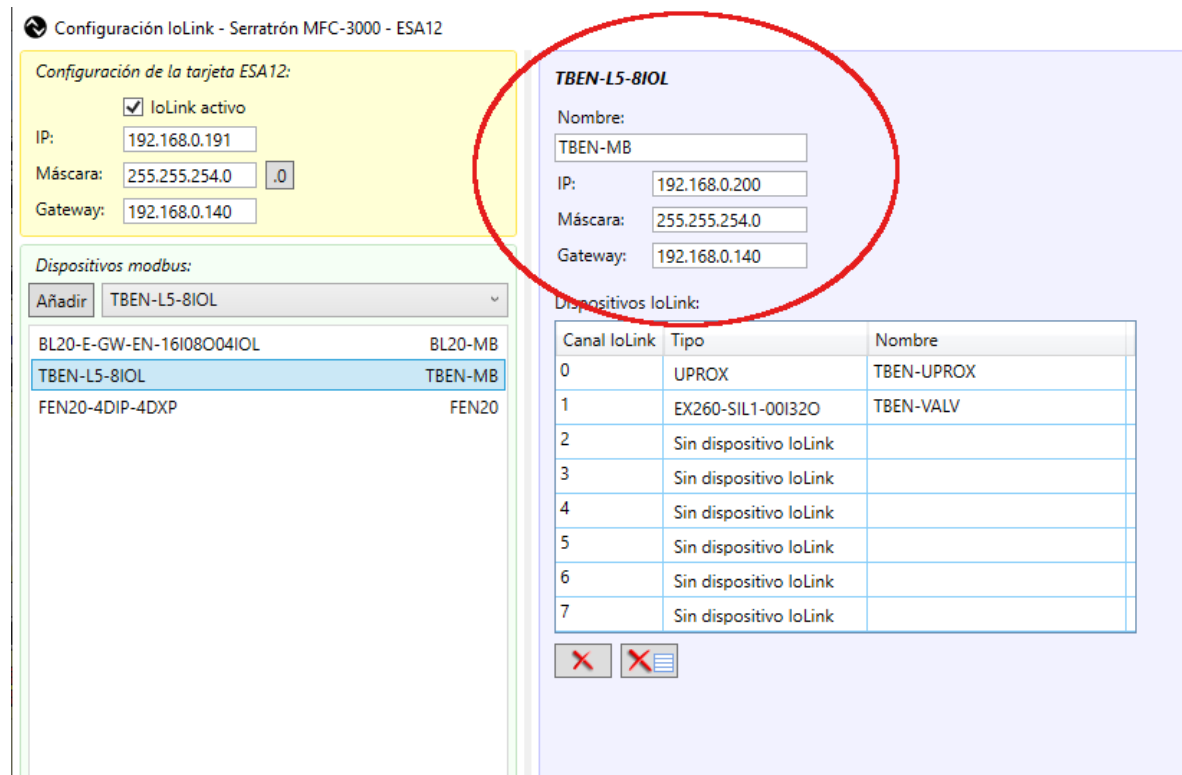 Configuración IoLink - Serratrón MFC-3000 - ESA12
Configuración de la tarjeta ESA12:
IoLink activo
IP: 192.168.0.191
Máscara: 255.255.254.0 .0
Gateway: 192.168.0.140
Dispositivos modbus:
Añadir TBEN-L5-8IOL
BL20-E-GW-EN-16I08O04IOL BL20-MB
TBEN-L5-8IOL TBEN-MB
FEN20-4DIP-4DXP FEN20
TBEN-L5-8IOL
Nombre:
TBEN-MB
IP: 192.168.0.200
Máscara: 255.255.254.0
Gateway: 192.168.0.140
Dispositivos IoLink:
Canal IoLink Tipo Nombre
0 UPROX TBEN-UPROX
1 EX260-SIL1-00I32O TBEN-VALV
2 Sin dispositivo IoLink
3 Sin dispositivo IoLink
4 Sin dispositivo IoLink
5 Sin dispositivo IoLink
6 Sin dispositivo IoLink
7 Sin dispositivo IoLink